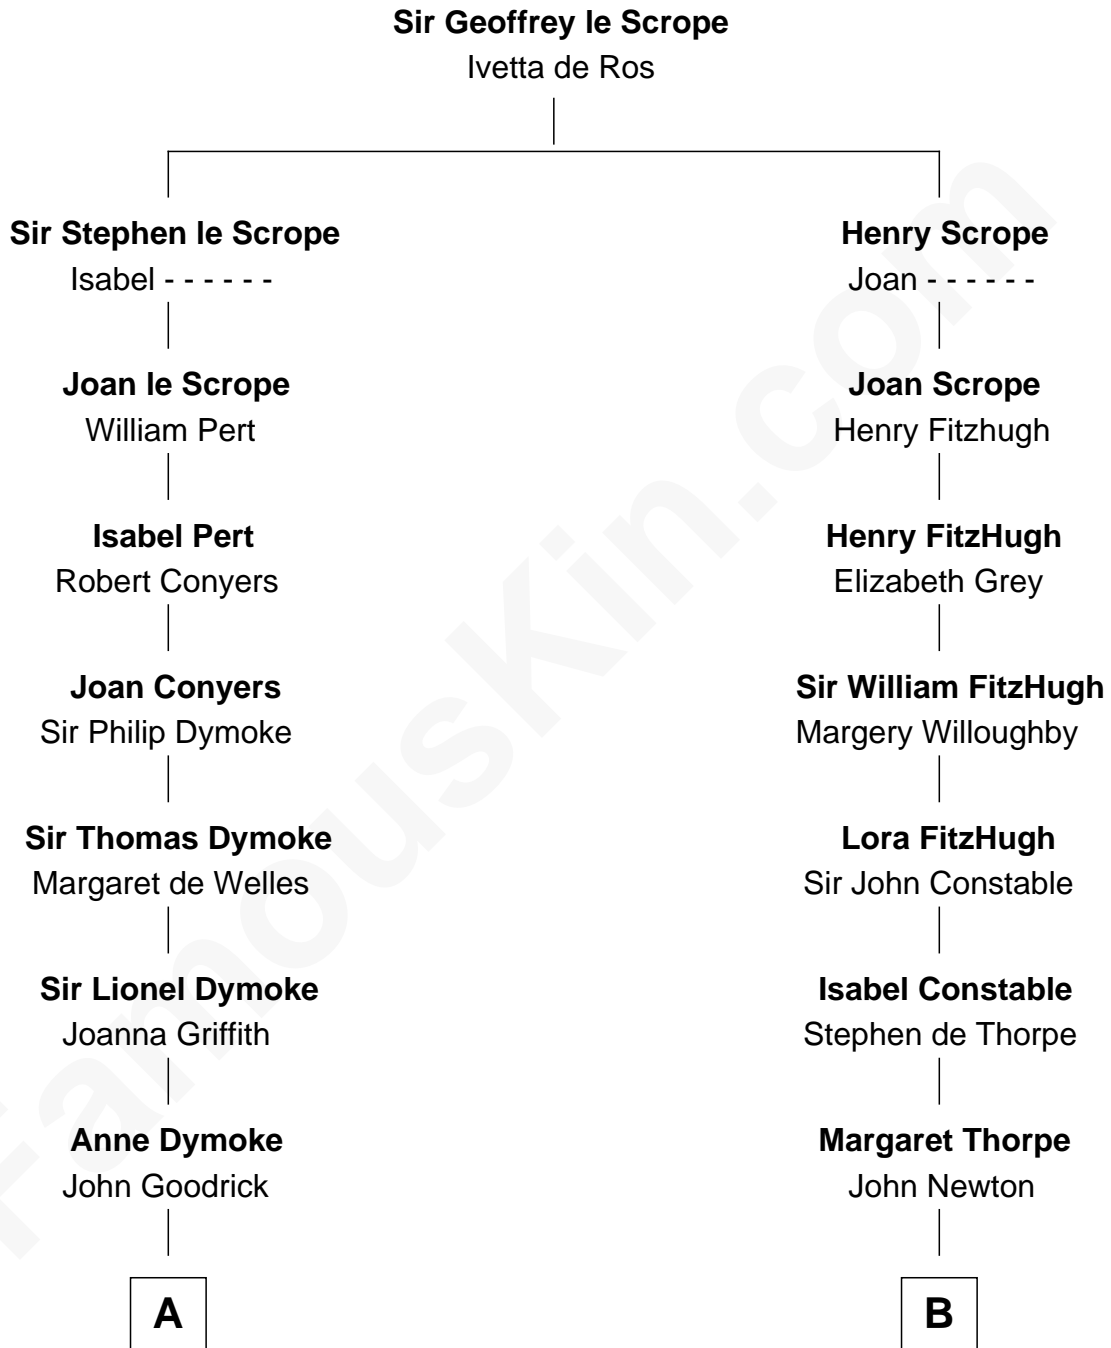 Sir Geoffrey le Scrope
Ivetta de Ros
Sir Stephen le Scrope
Isabel - - - - - -
Henry Scrope
Joan - - - - - -
Joan le Scrope
William Pert
Joan Scrope
Henry Fitzhugh
Isabel Pert
Robert Conyers
Henry FitzHugh
Elizabeth Grey
Joan Conyers
Sir Philip Dymoke
Sir William FitzHugh
Margery Willoughby
Sir Thomas Dymoke
Margaret de Welles
Lora FitzHugh
Sir John Constable
Sir Lionel Dymoke
Joanna Griffith
Isabel Constable
Stephen de Thorpe
Anne Dymoke
John Goodrick
Margaret Thorpe
John Newton
A
B
FamousKin.com